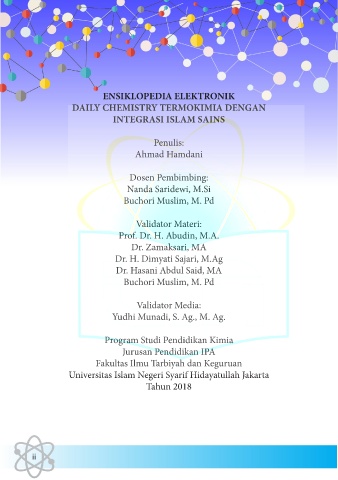 ENSIKLOPEDIA ELEKTRONIK
DAILY CHEMISTRY TERMOKIMIA DENGAN
INTEGRASI ISLAM SAINS
Penulis:
Ahmad Hamdani
Dosen Pembimbing:
Nanda Saridewi, M.Si
Buchori Muslim, M. Pd
Validator Materi:
Prof. Dr. H. Abudin, M.A.
Dr. Zamaksari, MA
Dr. H. Dimyati Sajari, M.Ag
Dr. Hasani Abdul Said, MA
Buchori Muslim, M. Pd
Validator Media:
Yudhi Munadi, S. Ag., M. Ag.
Program Studi Pendidikan Kimia
Jurusan Pendidikan IPA
Fakultas Ilmu Tarbiyah dan Keguruan
Universitas Islam Negeri Syarif Hidayatullah Jakarta
Tahun 2018
ii